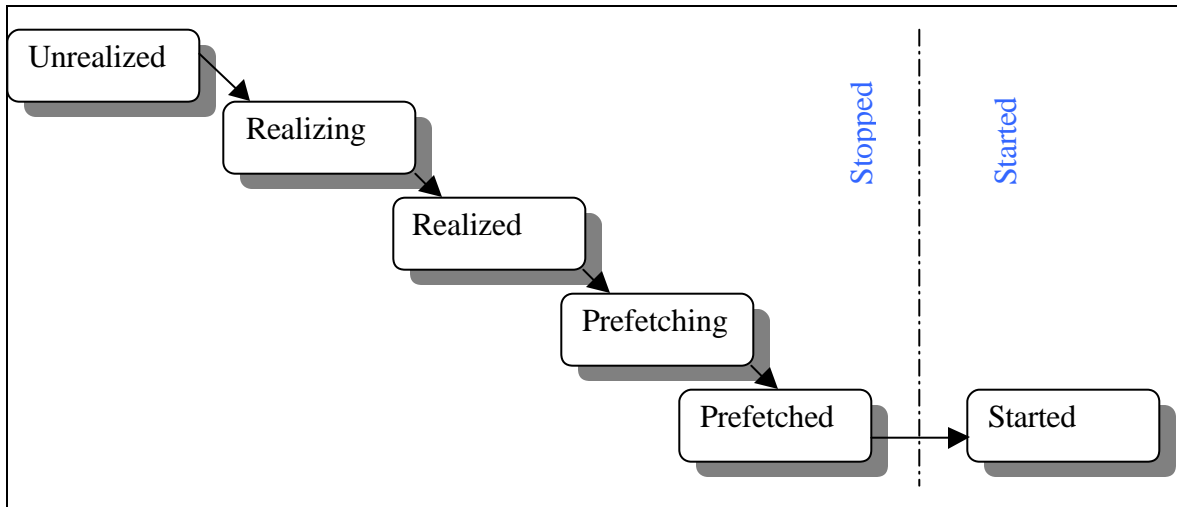 Unrealized
Realizing
Realized
Prefetching
Prefetched
Stopped
Started
Started